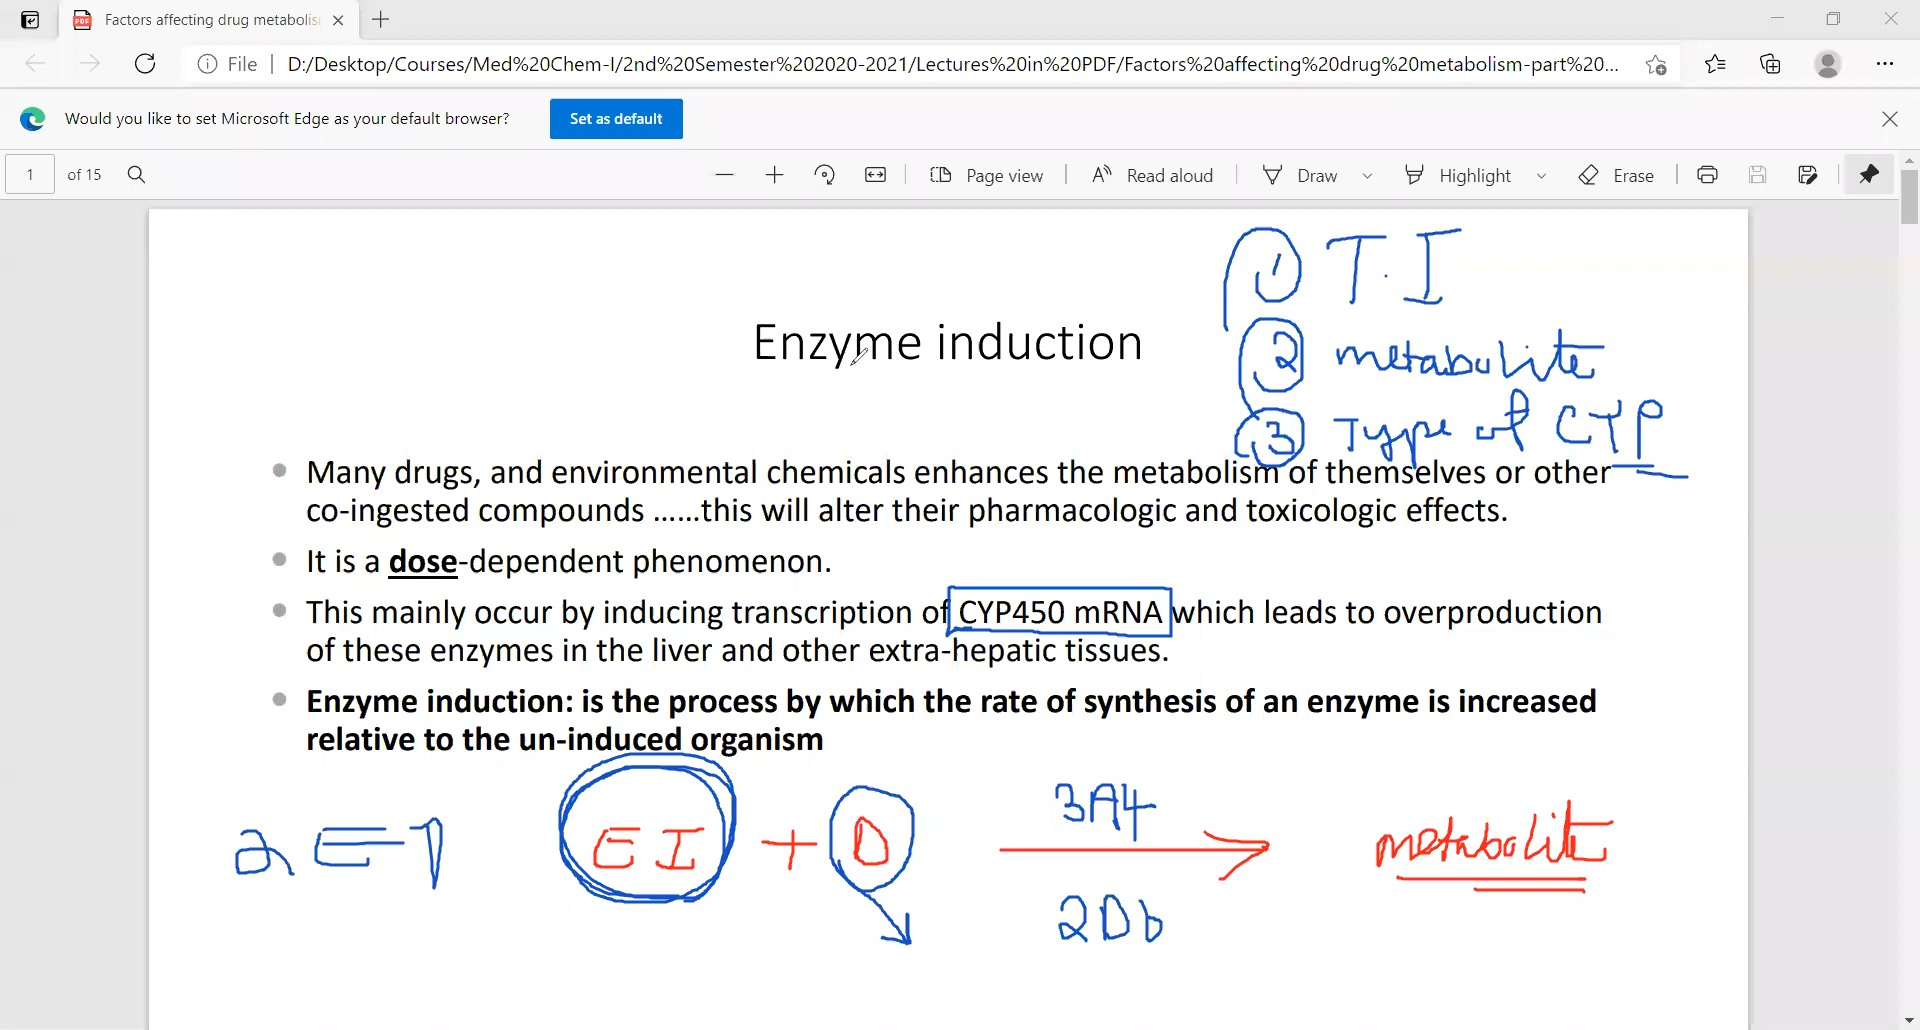 Factors affecting drug metabolis
File
D:/Desktop/Courses/Med%20Chem-I/2nd%20Semester%202020-2021/Lectures%20in%20PDF/Factors%20affecting%20drug%20metabolism-part%20...
Would you like to set Microsoft Edge as your default browser? Set as default
1 of 15 Page view Read aloud Draw Highlight Erase
1 T.I
Enzyme induction
2 metabolite
3 Type of CYP
• Many drugs, and environmental chemicals enhances the metabolism of themselves or other
co-ingested compounds ......this will alter their pharmacologic and toxicologic effects.
• It is a dose-dependent phenomenon.
• This mainly occur by inducing transcription of CYP450 mRNA which leads to overproduction
of these enzymes in the liver and other extra-hepatic tissues.
• Enzyme induction: is the process by which the rate of synthesis of an enzyme is increased
relative to the un-induced organism
3A4
EI + D → metabolite
2D6